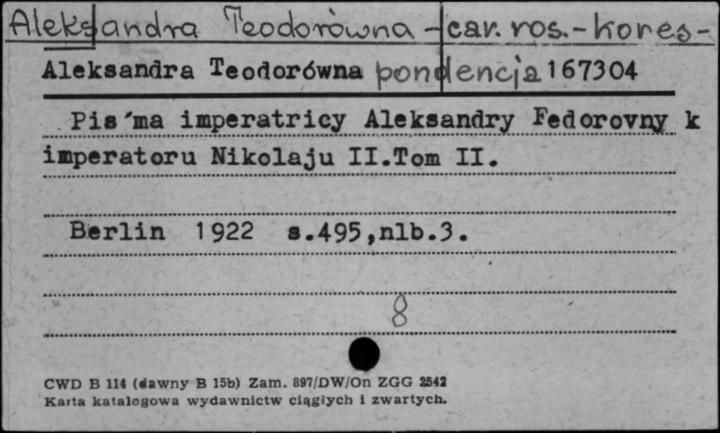 Aleksandra Teodorówna - car. ros. - kores-
Aleksandra Teodorówna pondencja 167304
Pis´ma imperatricy Aleksandry Fedorovny k
imperatoru Nikolaju II.Tom II.
Berlin 1922 s.495,nlb.3.
8
CWD B 114 (dawny B 15b) Zam. 897/DW/On ZGG 2542
Karta katalogowa wydawnictw ciągłych i zwartych.